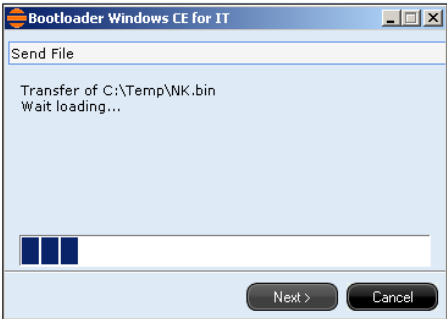 Bootloader Windows CE for IT
Send File
Transfer of C:\Temp\NK.bin
Wait loading...
Next >
Cancel